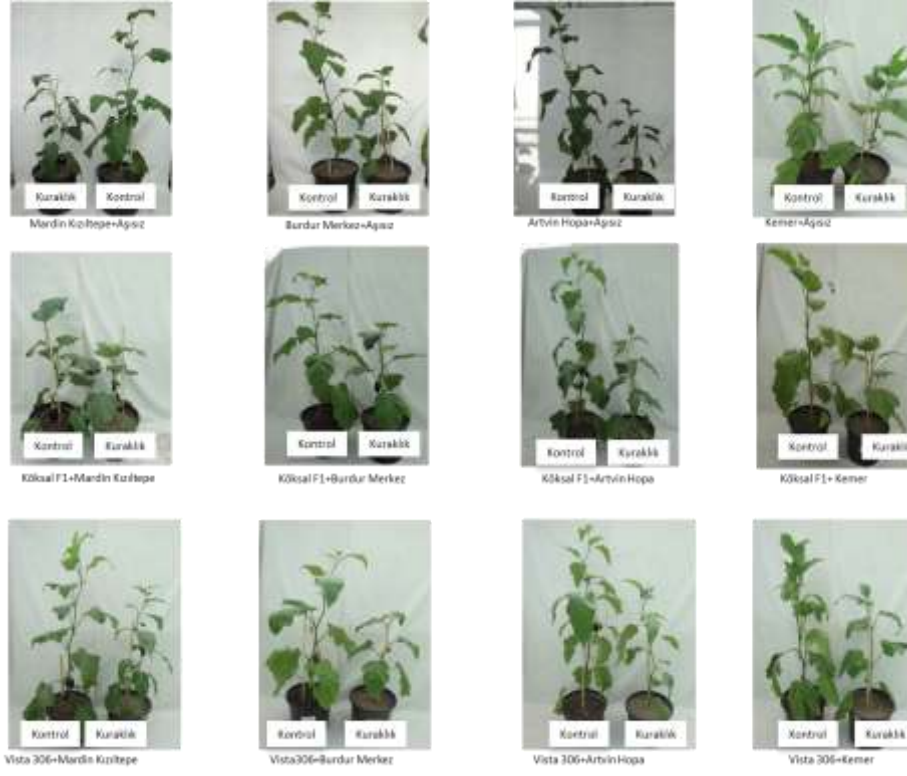 Kuraklık Kontrol
Mardin Kızıltepe+Aşısız
Kontrol Kuraklık
Burdur Merkez+Aşısız
Kontrol Kuraklık
Artvin Hopa+Aşısız
Kontrol Kuraklık
Kemer+Aşısız
Kontrol Kuraklık
Köksal F1+Mardin Kızıltepe
Kontrol Kuraklık
Köksal F1+Burdur Merkez
Kontrol Kuraklık
Köksal F1+Artvin Hopa
Kontrol Kuraklık
Köksal F1+ Kemer
Kontrol Kuraklık
Vista 306+Mardin Kızıltepe
Kontrol Kuraklık
Vista306+Burdur Merkez
Kontrol Kuraklık
Vista 306+Artvin Hopa
Kontrol Kuraklık
Vista 306+Kemer